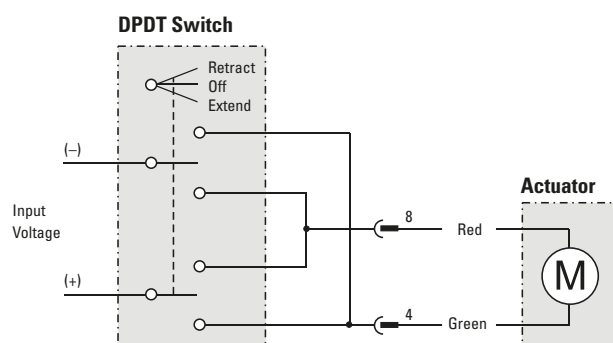 DPDT Switch
Retract
Off
Extend
(–)
Input
Voltage
(+)
8
Red
4
Green
Actuator
M